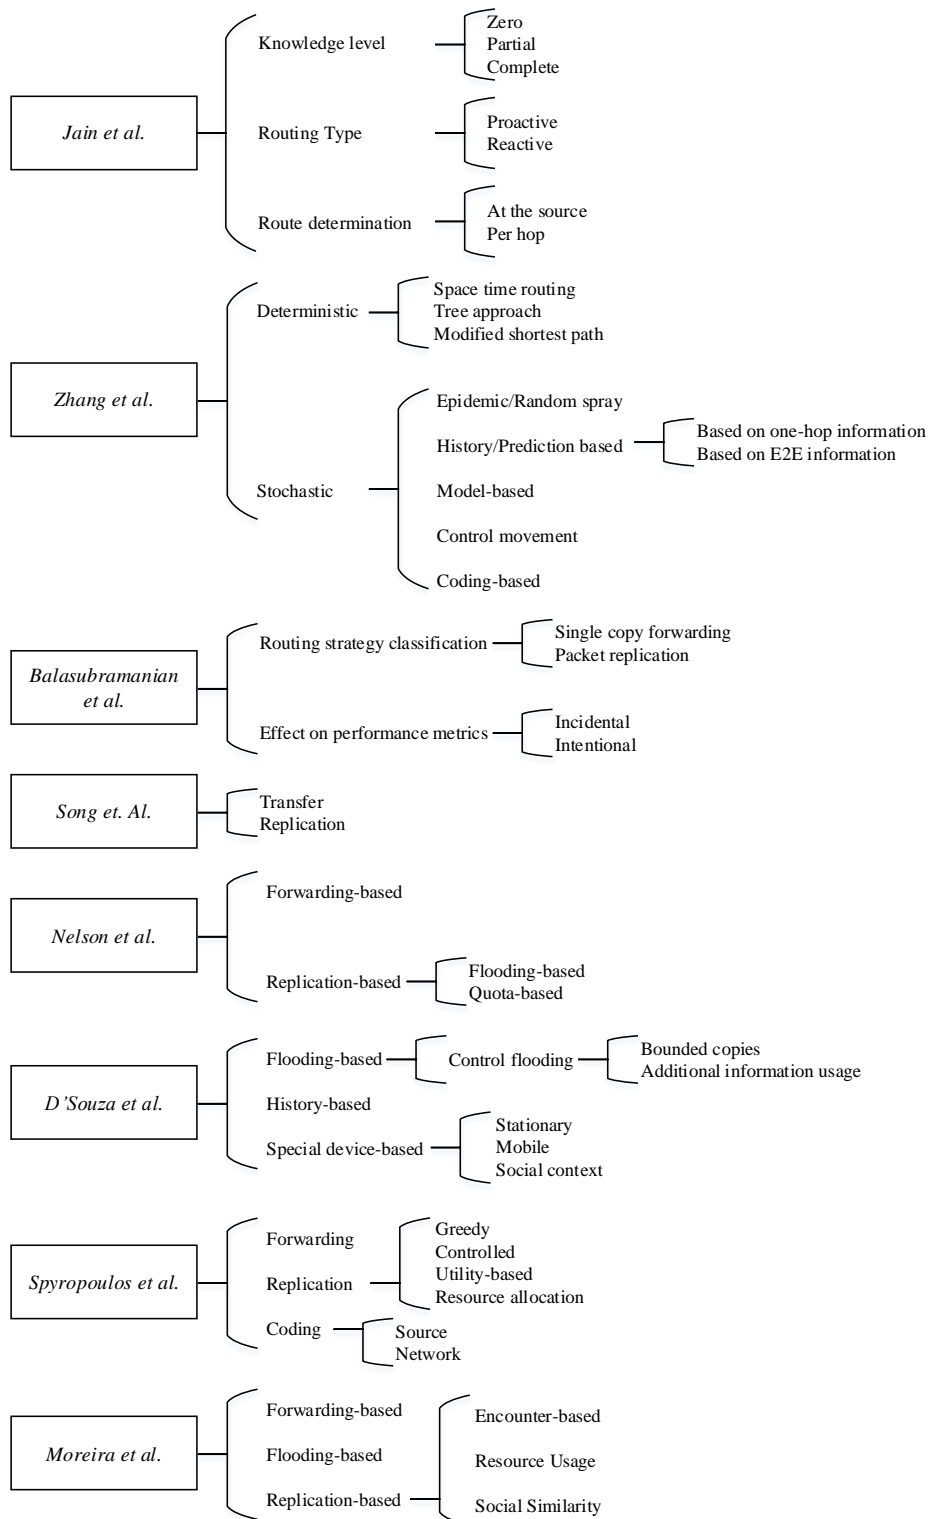 Jain et al.
Knowledge level
Zero
Partial
Complete
Routing Type
Proactive
Reactive
Route determination
At the source
Per hop
Zhang et al.
Deterministic
Space time routing
Tree approach
Modified shortest path
Stochastic
Epidemic/Random spray
History/Prediction based
Based on one-hop information
Based on E2E information
Model-based
Control movement
Coding-based
Balasubramanian
et al.
Routing strategy classification
Single copy forwarding
Packet replication
Effect on performance metrics
Incidental
Intentional
Song et. Al.
Transfer
Replication
Nelson et al.
Forwarding-based
Replication-based
Flooding-based
Quota-based
D’Souza et al.
Flooding-based
Control flooding
Bounded copies
Additional information usage
History-based
Special device-based
Stationary
Mobile
Social context
Spyropoulos et al.
Forwarding
Replication
Greedy
Controlled
Utility-based
Resource allocation
Coding
Source
Network
Moreira et al.
Forwarding-based
Flooding-based
Replication-based
Encounter-based
Resource Usage
Social Similarity